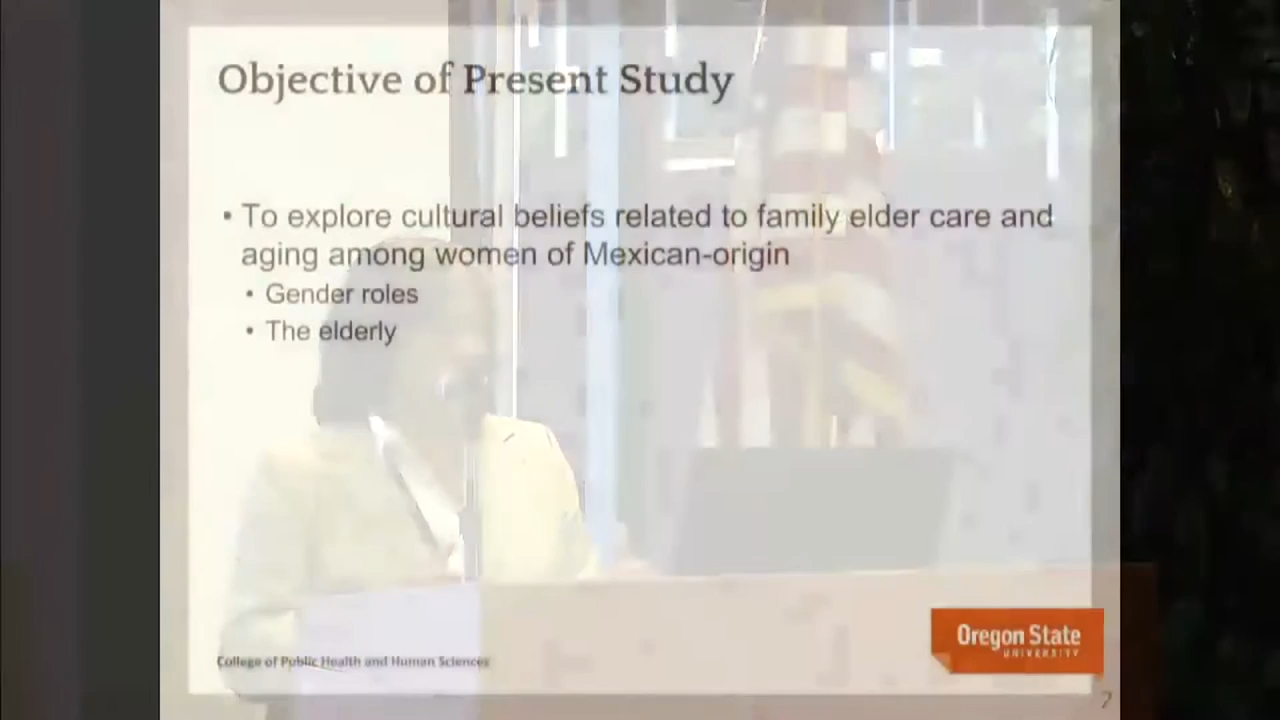 Objective of Present Study
• To explore cultural beliefs related to family elder care and
aging among women of Mexican-origin
• Gender roles
• The elderly
College of Public Health and Human Sciences
Oregon State
UNIVERSITY
7